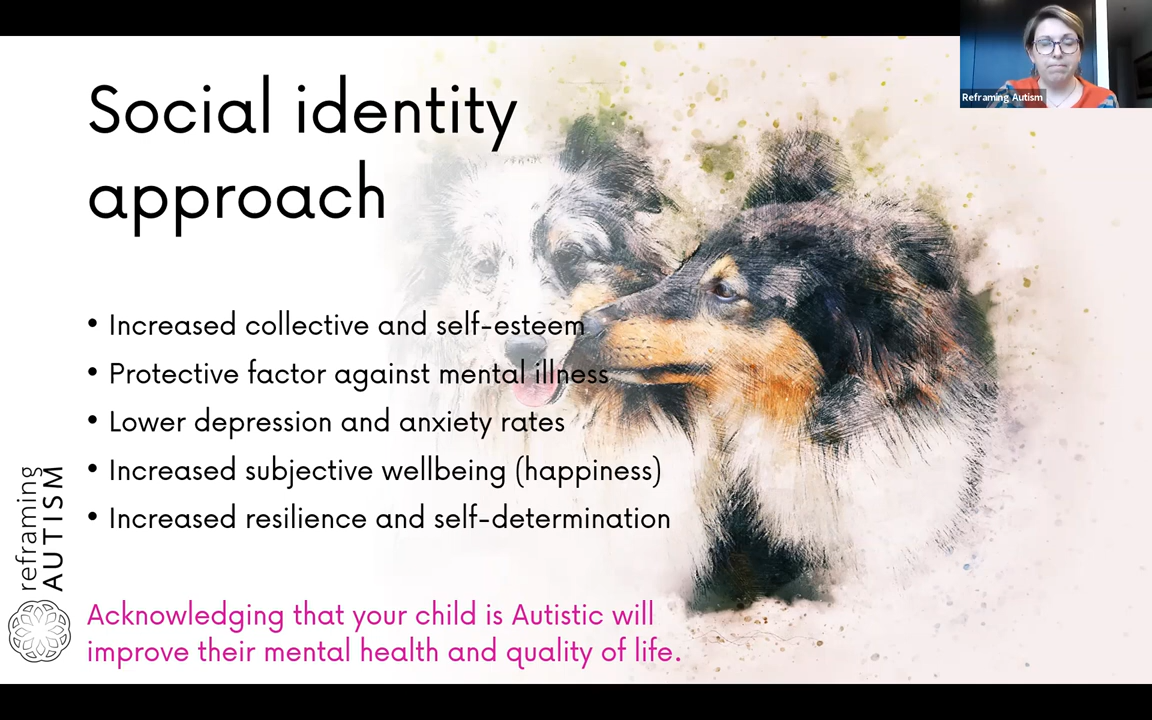 Social identity
approach
• Increased collective and self-esteem
• Protective factor against mental illness
• Lower depression and anxiety rates
• Increased subjective wellbeing (happiness)
• Increased resilience and self-determination
Acknowledging that your child is Autistic will
improve their mental health and quality of life.
reframing
AUTISM
Reframing Autism